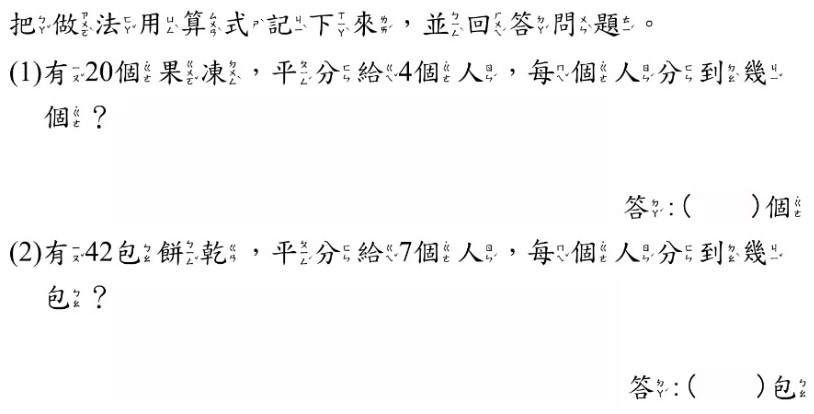 把做法用算式記下來，並回答問題。
(1)有20個果凍，平分給4個人，每個人分到幾
個？
答：(　　)個
(2)有42包餅乾，平分給7個人，每個人分到幾
包？
答：(　　)包